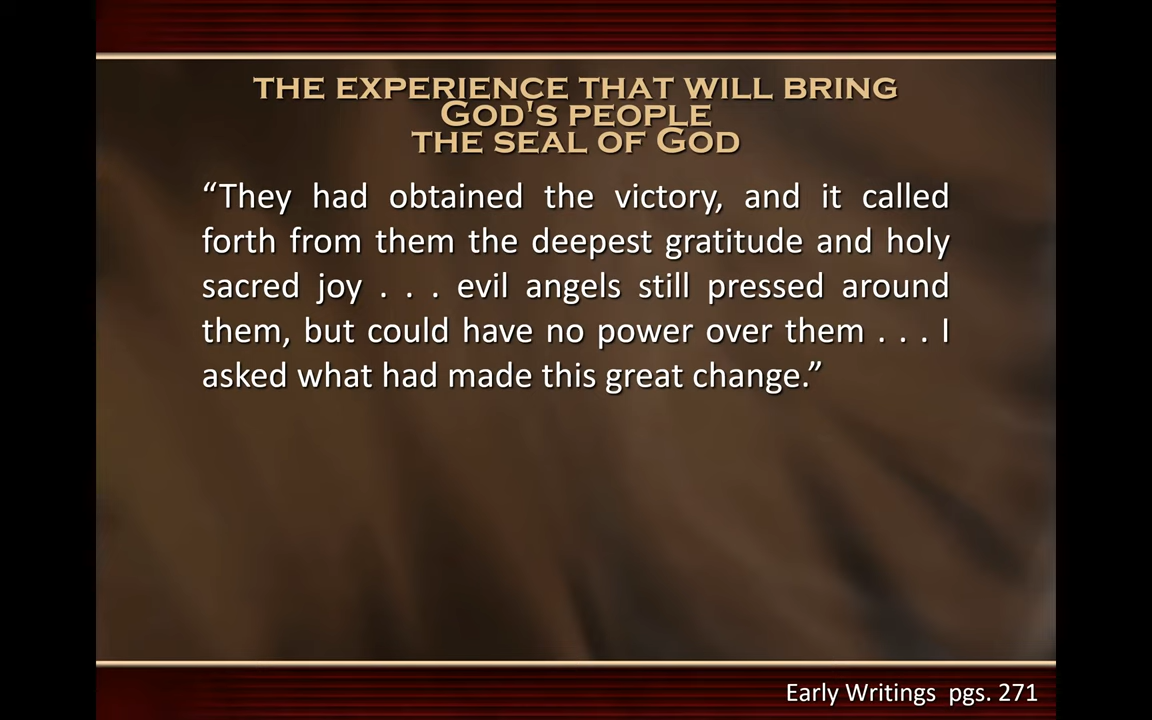 THE EXPERIENCE THAT WILL BRING
GOD'S PEOPLE
THE SEAL OF GOD
“They had obtained the victory, and it called
forth from them the deepest gratitude and holy
sacred joy . . . evil angels still pressed around
them, but could have no power over them . . . I
asked what had made this great change.”
Early Writings pgs. 271